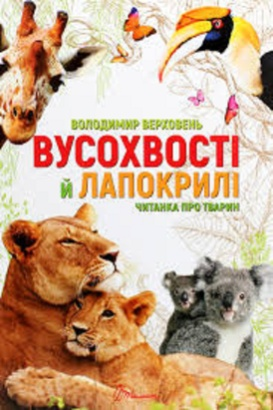 ВОЛОДИМИР ВЕРХОВЕНЬ
ВУСОХВОСТІ
Й ЛАПОКРИЛІ
ЧИТАНКА ПРО ТВАРИН